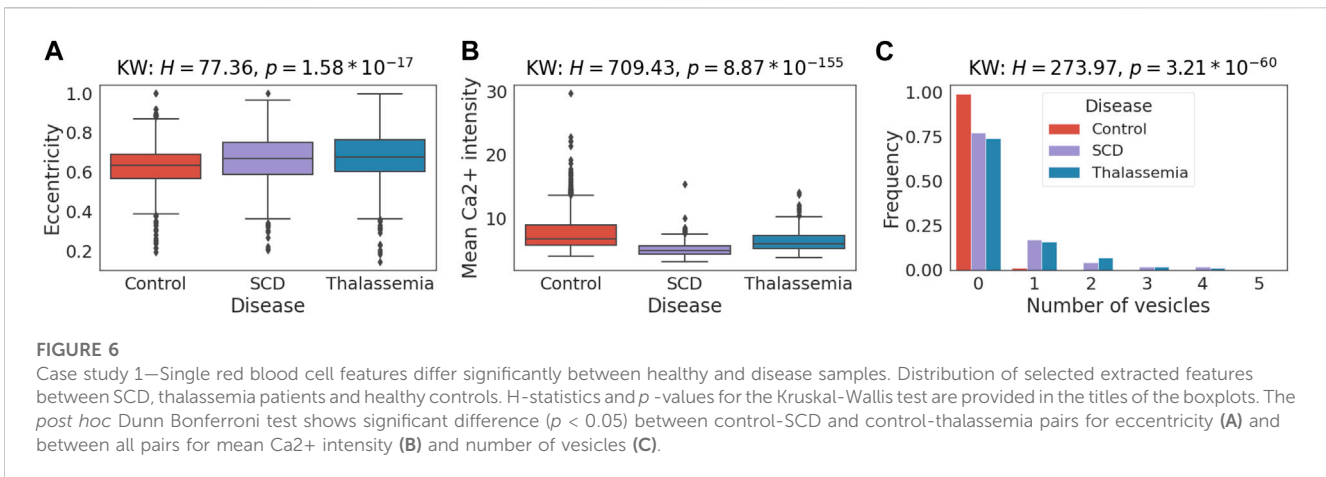 A
KW: H = 77.36, p = 1.58 * 10⁻¹⁷
Eccentricity
1.0
0.8
0.6
0.4
0.2
Control SCD Thalassemia
Disease
B
KW: H = 709.43, p = 8.87 * 10⁻¹⁵⁵
Mean Ca2+ intensity
30
20
10
Control SCD Thalassemia
Disease
C
KW: H = 273.97, p = 3.21 * 10⁻⁶⁰
Frequency
1.00
0.75
0.50
0.25
0.00
Disease
Control
SCD
Thalassemia
0 1 2 3 4 5
Number of vesicles
FIGURE 6
Case study 1—Single red blood cell features differ significantly between healthy and disease samples. Distribution of selected extracted features
between SCD, thalassemia patients and healthy controls. H-statistics and p -values for the Kruskal-Wallis test are provided in the titles of the boxplots. The
post hoc Dunn Bonferroni test shows significant difference (p < 0.05) between control-SCD and control-thalassemia pairs for eccentricity (A) and
between all pairs for mean Ca2+ intensity (B) and number of vesicles (C).